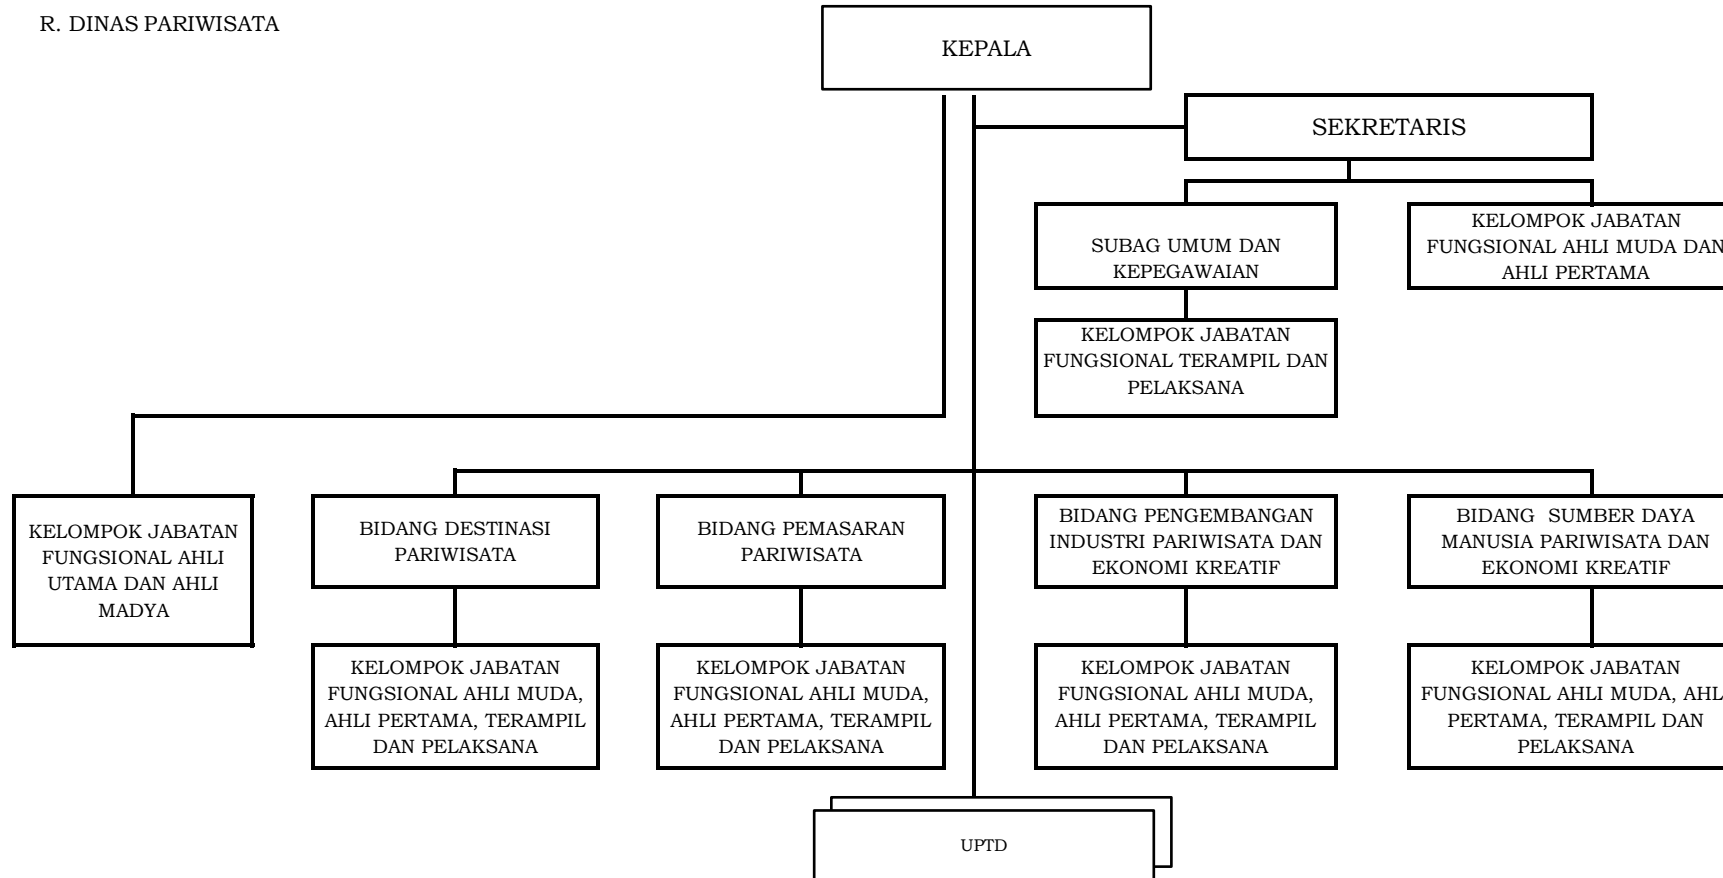 R. DINAS PARIWISATA
KEPALA
SEKRETARIS
SUBAG UMUM DAN
KEPEGAWAIAN
KELOMPOK JABATAN
FUNGSIONAL AHLI MUDA DAN
AHLI PERTAMA
KELOMPOK JABATAN
FUNGSIONAL TERAMPIL DAN
PELAKSANA
KELOMPOK JABATAN
FUNGSIONAL AHLI
UTAMA DAN AHLI
MADYA
BIDANG DESTINASI
PARIWISATA
BIDANG PEMASARAN
PARIWISATA
BIDANG PENGEMBANGAN
INDUSTRI PARIWISATA DAN
EKONOMI KREATIF
BIDANG SUMBER DAYA
MANUSIA PARIWISATA DAN
EKONOMI KREATIF
KELOMPOK JABATAN
FUNGSIONAL AHLI MUDA,
AHLI PERTAMA, TERAMPIL
DAN PELAKSANA
KELOMPOK JABATAN
FUNGSIONAL AHLI MUDA,
AHLI PERTAMA, TERAMPIL
DAN PELAKSANA
KELOMPOK JABATAN
FUNGSIONAL AHLI MUDA,
AHLI PERTAMA, TERAMPIL
DAN PELAKSANA
KELOMPOK JABATAN
FUNGSIONAL AHLI MUDA, AHL
PERTAMA, TERAMPIL DAN
PELAKSANA
UPTD